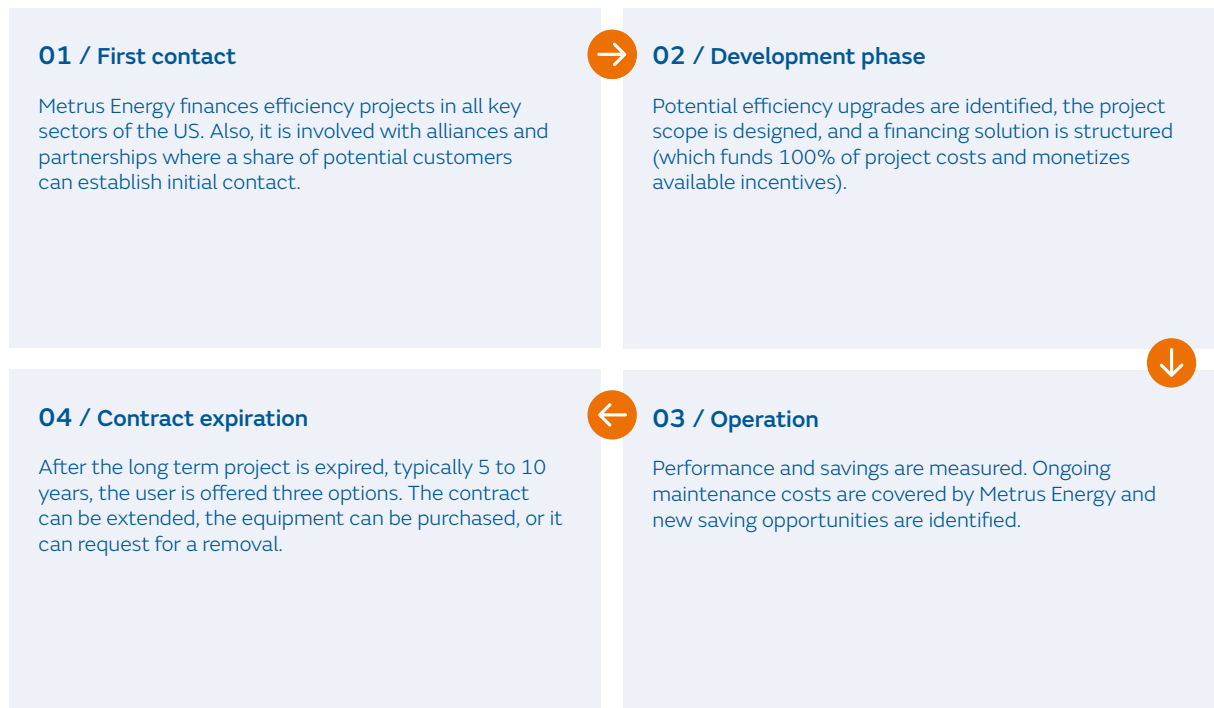 01 / First contact
Metrus Energy finances efficiency projects in all key
sectors of the US. Also, it is involved with alliances and
partnerships where a share of potential customers
can establish initial contact.
02 / Development phase
Potential efficiency upgrades are identified, the project
scope is designed, and a financing solution is structured
(which funds 100% of project costs and monetizes
available incentives).
03 / Operation
Performance and savings are measured. Ongoing
maintenance costs are covered by Metrus Energy and
new saving opportunities are identified.
04 / Contract expiration
After the long term project is expired, typically 5 to 10
years, the user is offered three options. The contract
can be extended, the equipment can be purchased, or it
can request for a removal.